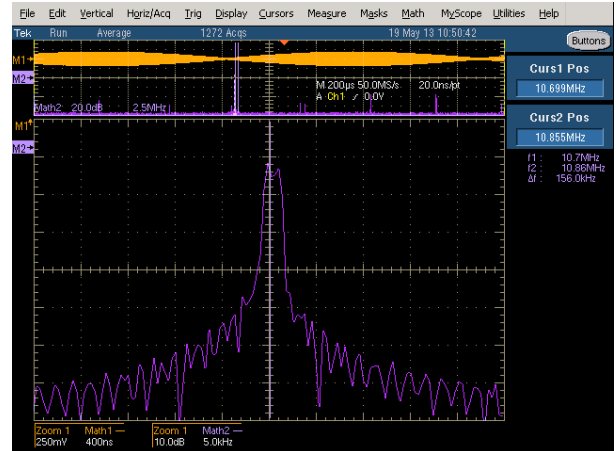 File Edit Vertical Horiz/Acq Trig Display Cursors Measure Masks Math MyScope Utilities Help
Tek Run Average 1272 Acqs 19 May 13 10:50:42
Buttons
M1
M2
M 200µs 50.0MS/s 20.0ns/pt
A Ch1 ∕ 0.0V
Math2 20.0dB 2.5MHz
Curs1 Pos
10.699MHz
Curs2 Pos
10.855MHz
f1 : 10.7MHz
f2 : 10.86MHz
Δf : 156.0kHz
M1
M2
Zoom 1 Math1 Zoom 1 Math2
250mV 400ns 10.0dB 5.0kHz